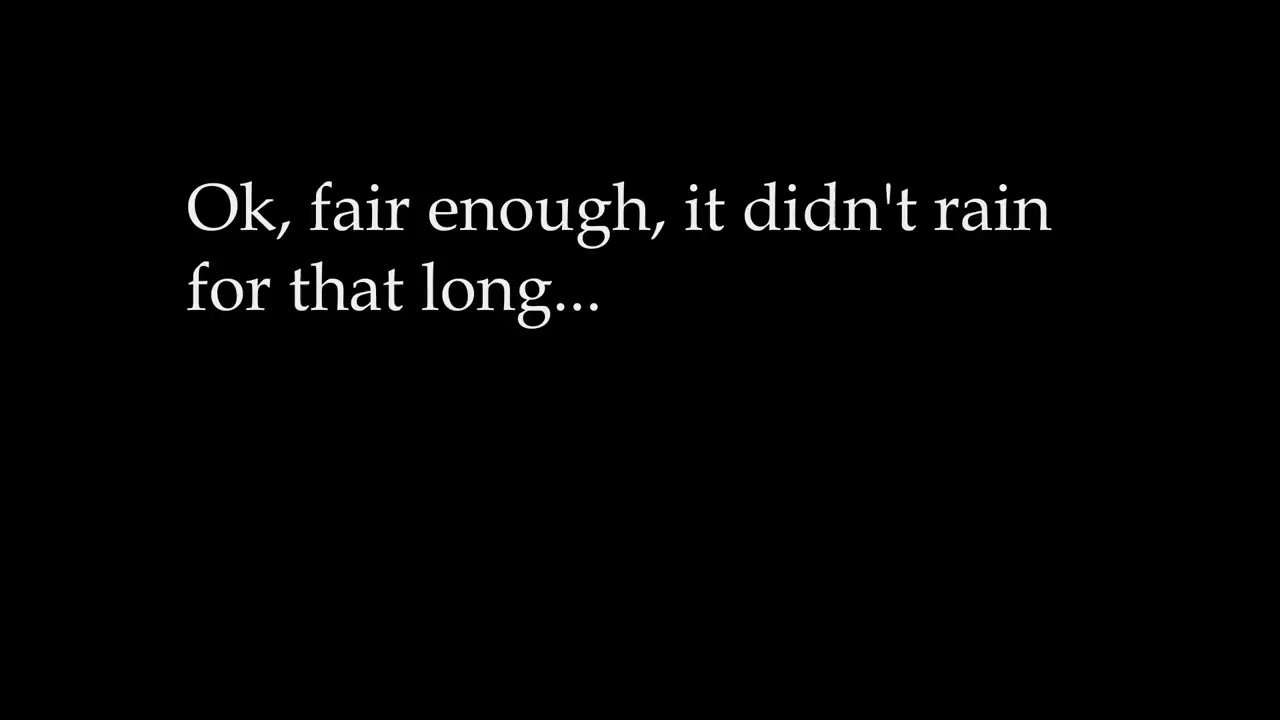 Ok, fair enough, it didn't rain
for that long...